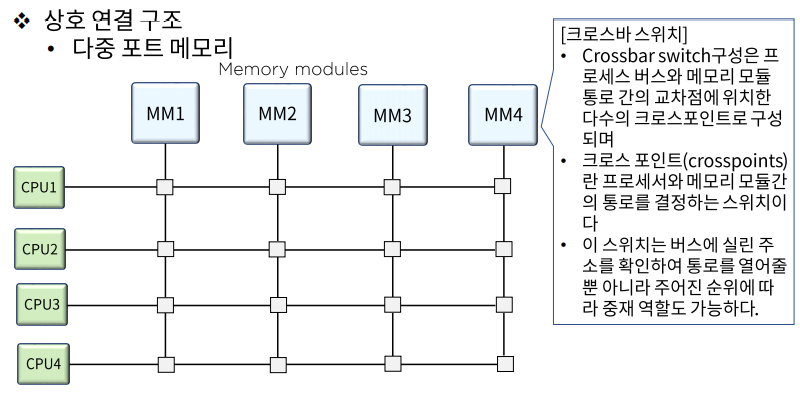 ❖ 상호 연결 구조
• 다중 포트 메모리
Memory modules
MM1 MM2 MM3 MM4
CPU1
CPU2
CPU3
CPU4
[크로스바 스위치]
• Crossbar switch구성은 프
로세스 버스와 메모리 모듈
통로 간의 교차점에 위치한
다수의 크로스포인트로 구성
되며
• 크로스 포인트(crosspoints)
란 프로세서와 메모리 모듈간
의 통로를 결정하는 스위치이
다
• 이 스위치는 버스에 실린 주
소를 확인하여 통로를 열어줄
뿐 아니라 주어진 순위에 따
라 중재 역할도 가능하다.